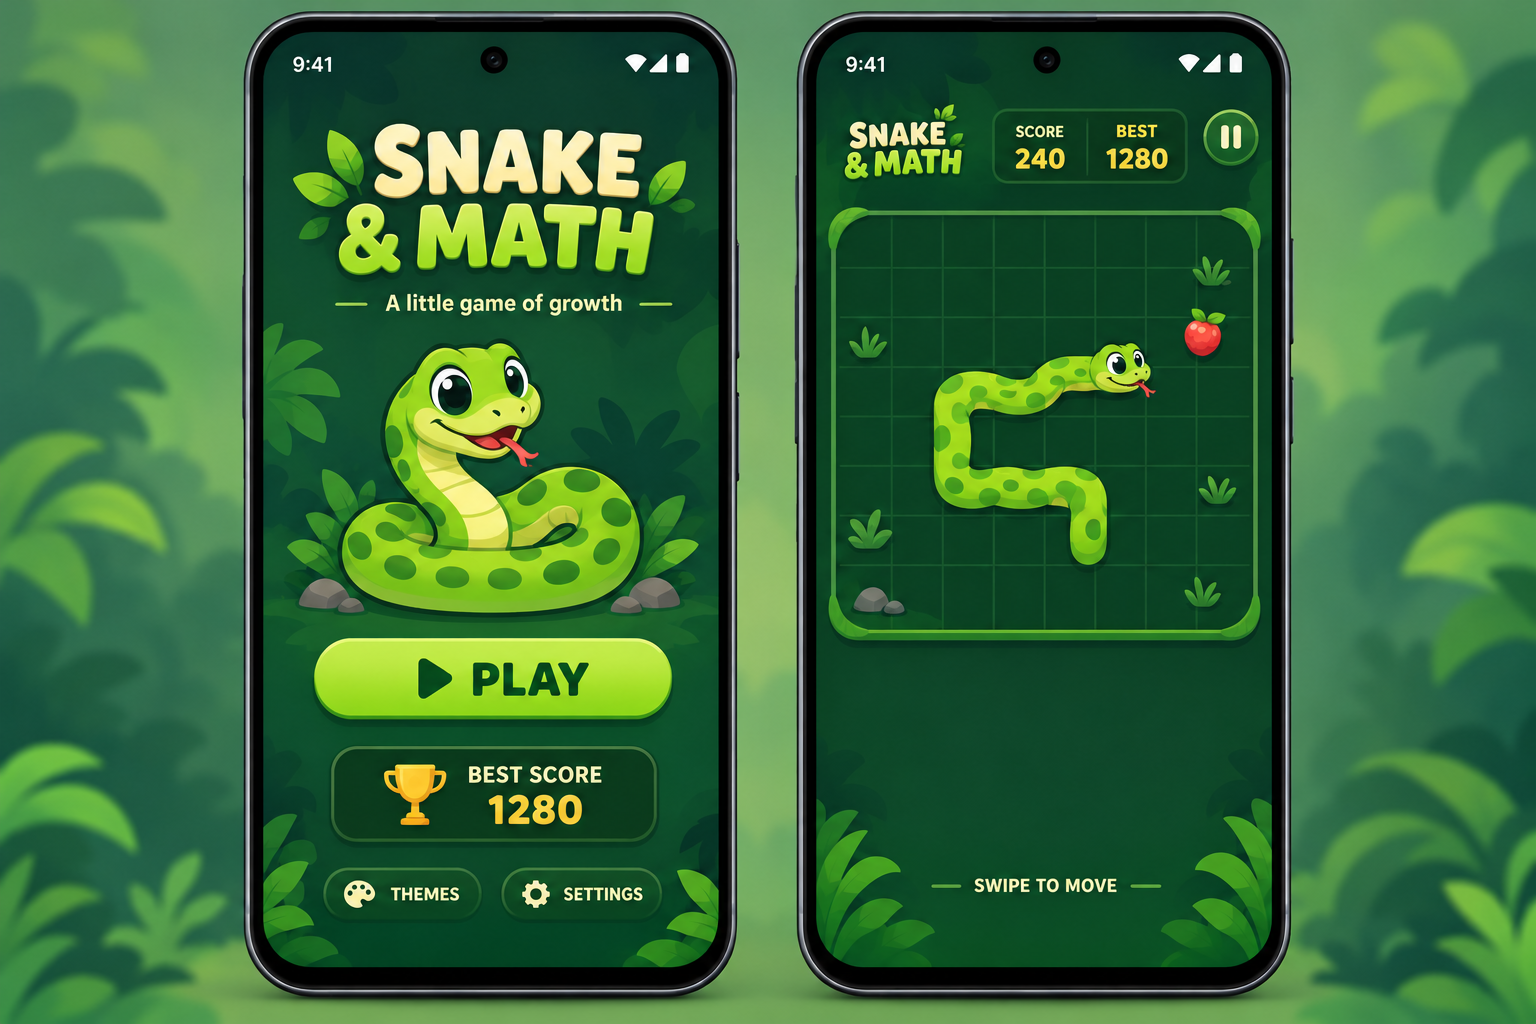 9:41
SNAKE
& MATH
A little game of growth
PLAY
BEST SCORE
1280
THEMES
SETTINGS
9:41
SNAKE
& MATH
SCORE
240
BEST
1280
SWIPE TO MOVE